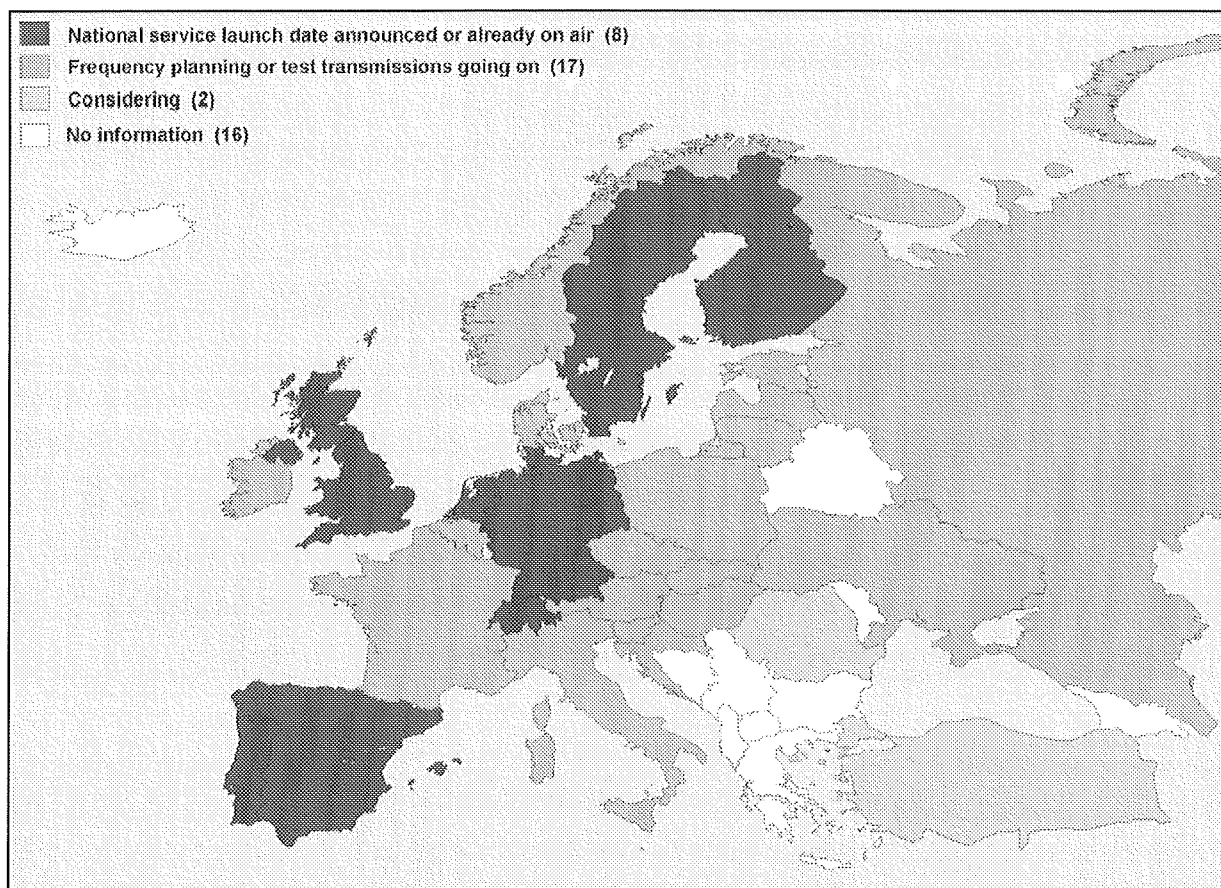 National service launch date announced or already on air (8)
Frequency planning or test transmissions going on (17)
Considering (2)
No information (16)